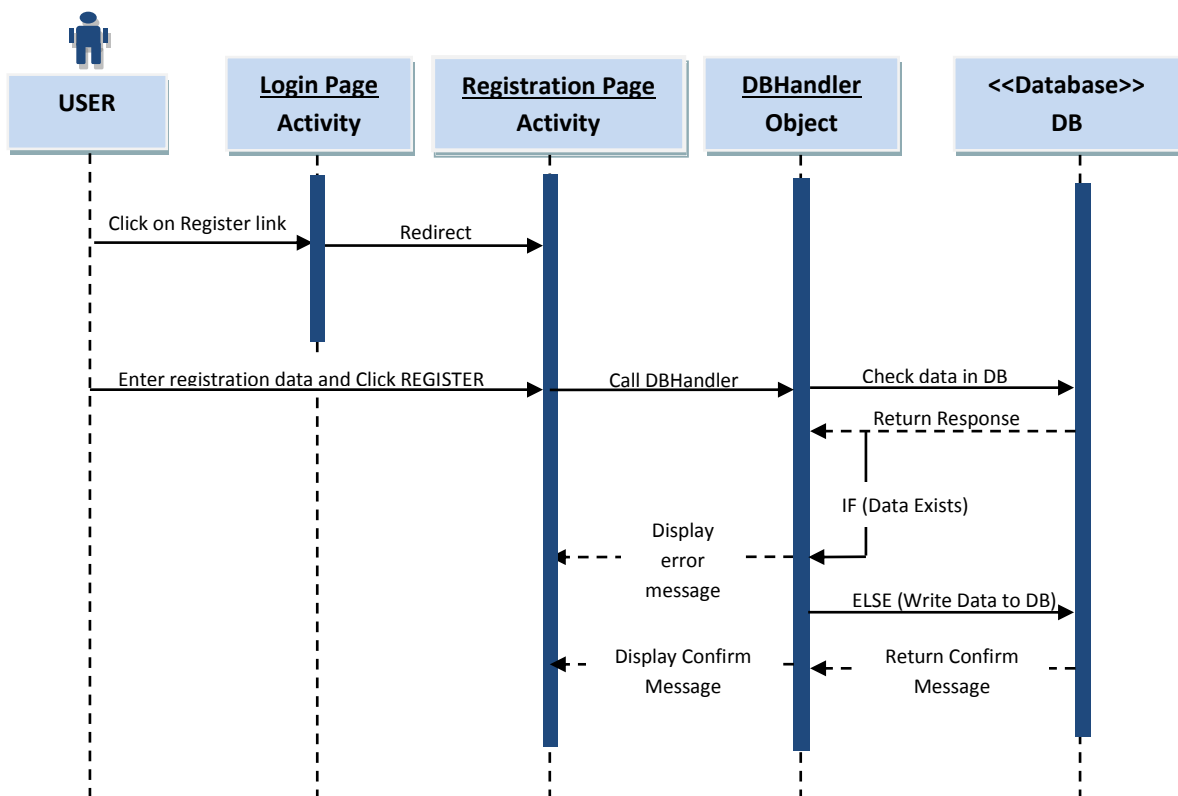 USER
Login Page
Activity
Registration Page
Activity
DBHandler
Object
<<Database>>
DB
Click on Register link
Redirect
Enter registration data and Click REGISTER
Call DBHandler
Check data in DB
Return Response
IF (Data Exists)
Display
error
message
ELSE (Write Data to DB)
Display Confirm
Message
Return Confirm
Message